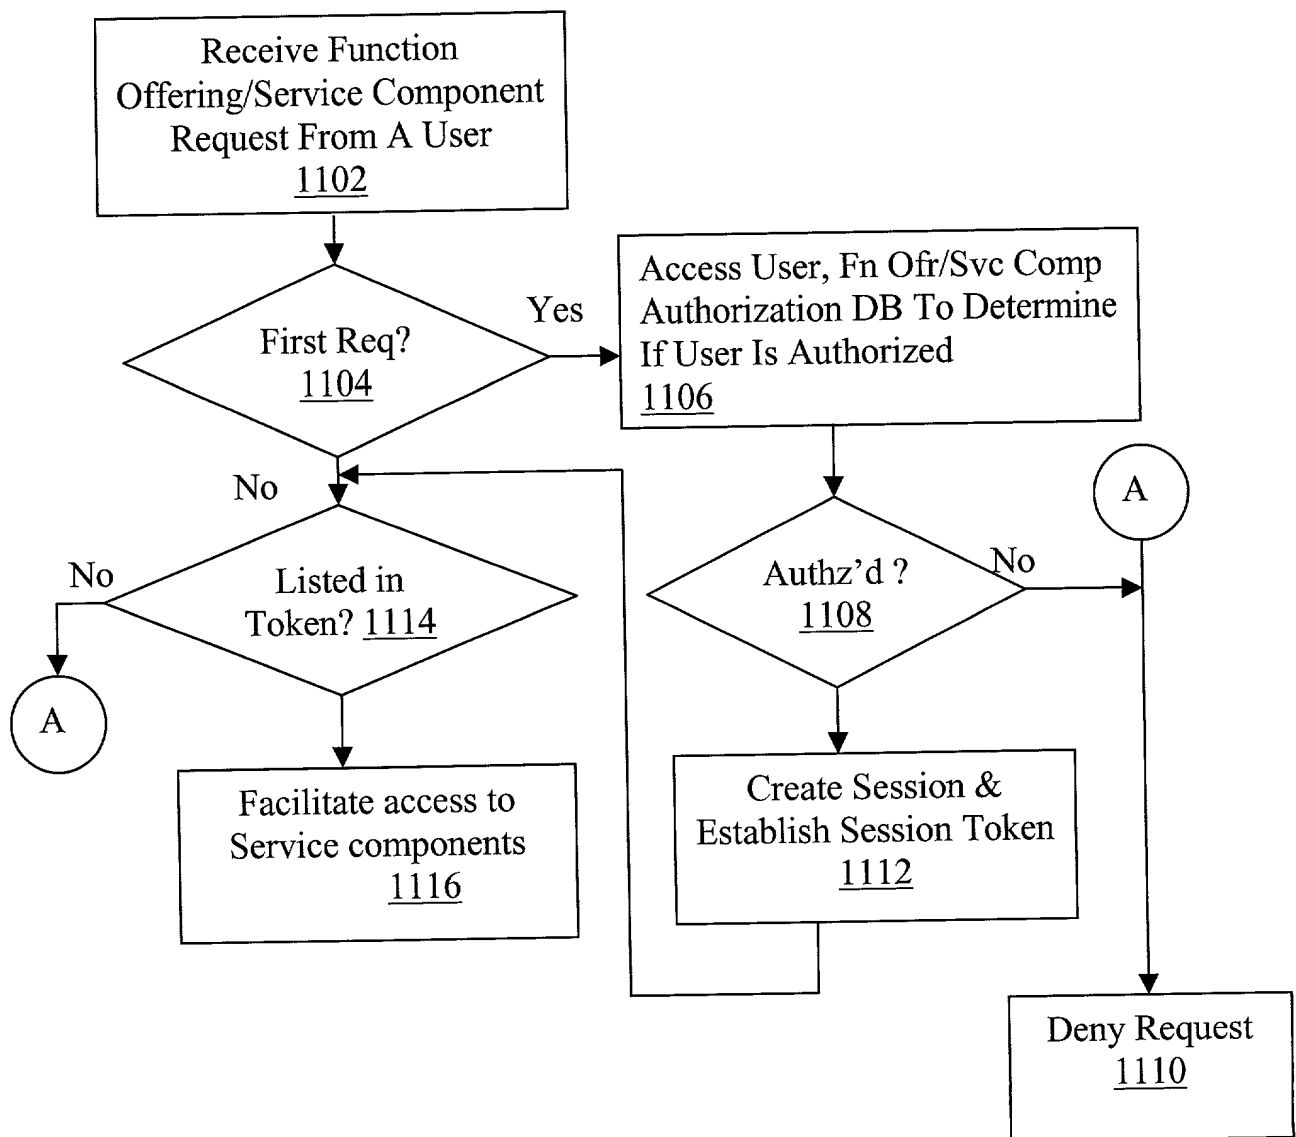 Receive Function
Offering/Service Component
Request From A User
1102
First Req?
1104
Yes
Access User, Fn Ofr/Svc Comp
Authorization DB To Determine
If User Is Authorized
1106
No
A
Authz'd ?
1108
No
No
Listed in
Token? 1114
A
Create Session &
Establish Session Token
1112
Facilitate access to
Service components
1116
Deny Request
1110